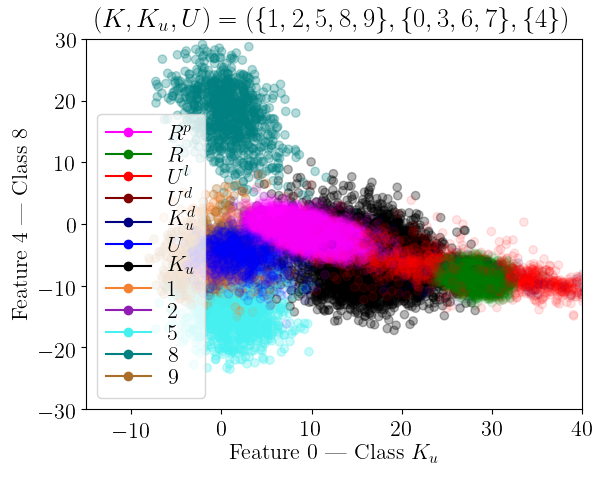 (K, K_u, U) = ({1, 2, 5, 8, 9}, {0, 3, 6, 7}, {4})
30
20
10
0
−10
−20
−30
Feature 4 — Class 8
R^p
R
U^l
U^d
K_u^d
U
K_u
1
2
5
8
9
−10 0 10 20 30 40
Feature 0 — Class K_u